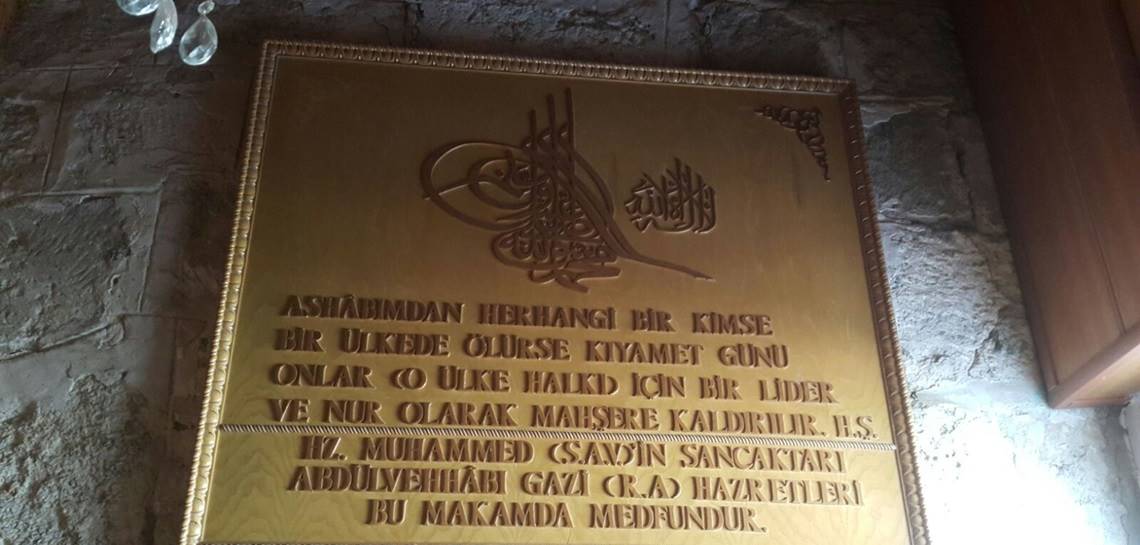 ASHÂBIMDAN HERHANGİ BİR KİMSE
BİR ÜLKEDE ÖLÜRSE KIYAMET GÜNÜ
ONLAR (O ÜLKE HALKI) İÇİN BİR LİDER
VE NUR OLARAK MAHŞERE KALDIRILIR. H.Ş.
HZ. MUHAMMED (S.A.V)'İN SANCAKTARI
ABDÜLVEHHÂBI GAZİ (R.A) HAZRETLERİ
BU MAKAMDA MEDFUNDUR.